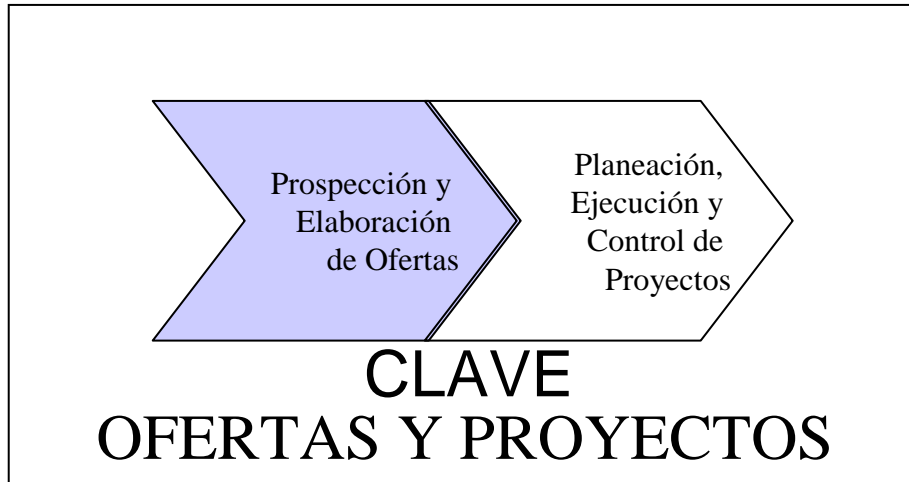 Prospección y
Elaboración
de Ofertas
Planeación,
Ejecución y
Control de
Proyectos
CLAVE
OFERTAS Y PROYECTOS